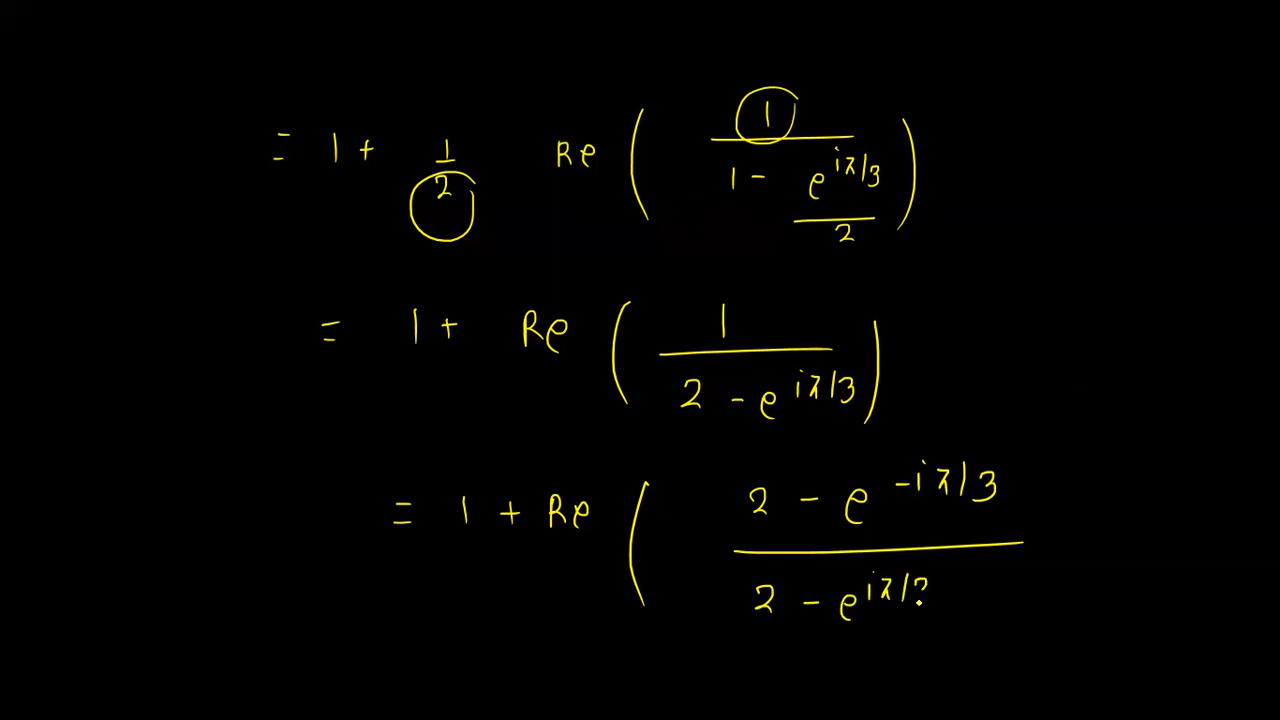 = 1 + 1/2 Re ( 1 / (1 - e^{iπ/3}/2) )
= 1 + Re ( 1 / (2 - e^{iπ/3}) )
= 1 + Re ( (2 - e^{-iπ/3}) / (2 - e^{iπ/3